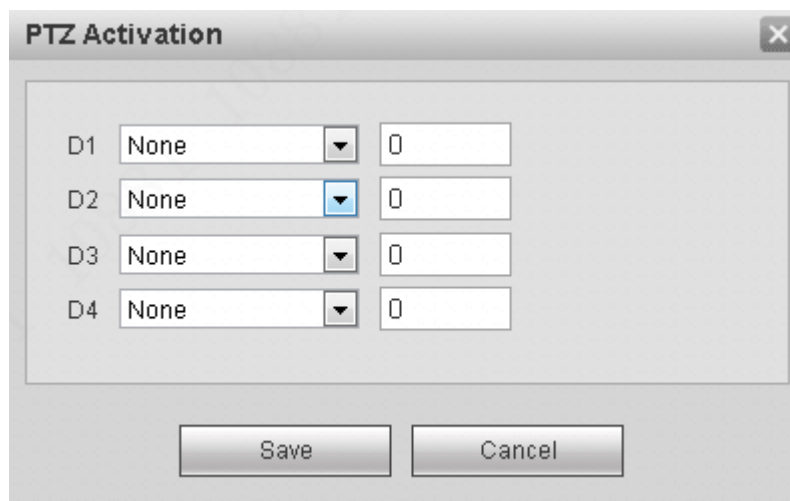 PTZ Activation
D1 None 0
D2 None 0
D3 None 0
D4 None 0
Save Cancel